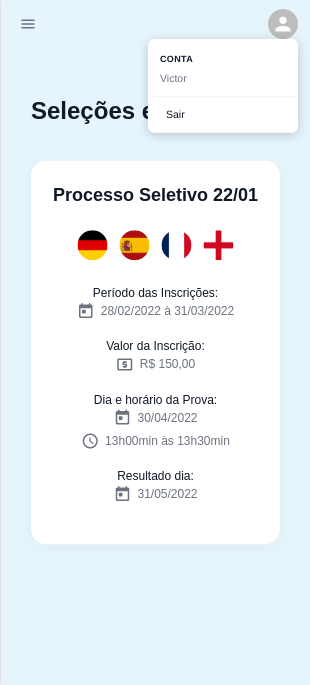 CONTA
Victor
Sair
Seleções
Processo Seletivo 22/01
Período das Inscrições:
28/02/2022 à 31/03/2022
Valor da Inscrição:
R$ 150,00
Dia e horário da Prova:
30/04/2022
13h00min às 13h30min
Resultado dia:
31/05/2022